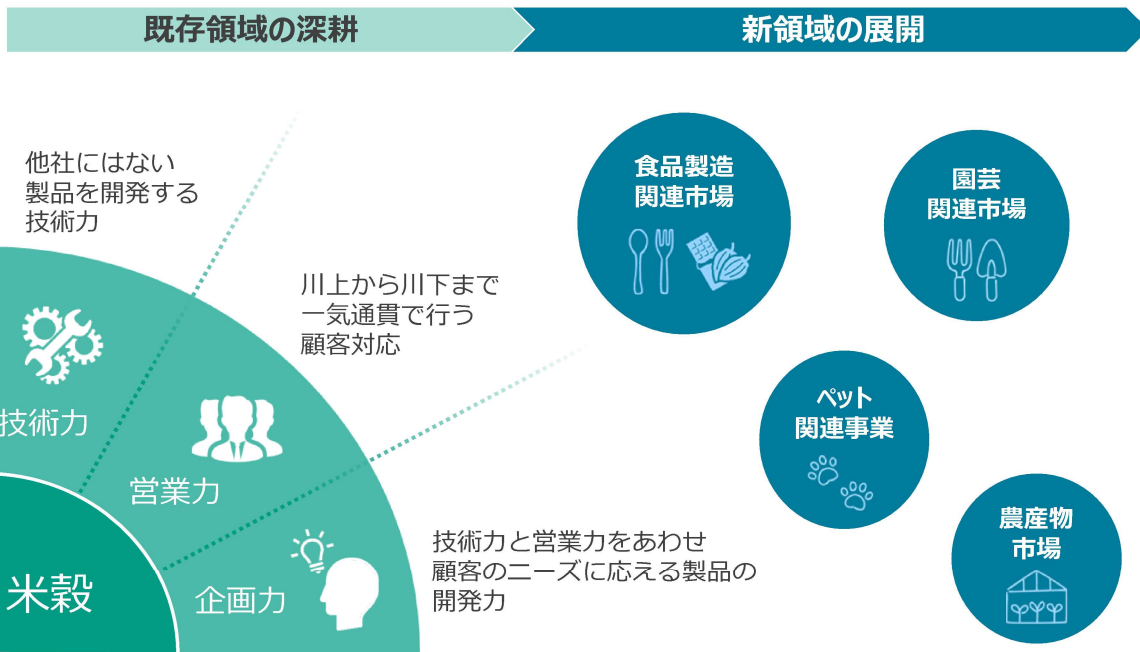 既存領域の深耕
新領域の展開
他社にはない
製品を開発する
技術力
川上から川下まで
一気通貫で行う
顧客対応
技術力と営業力をあわせ
顧客のニーズに応える製品の
開発力
技術力
営業力
企画力
米穀
食品製造
関連市場
園芸
関連市場
ペット
関連事業
農産物
市場